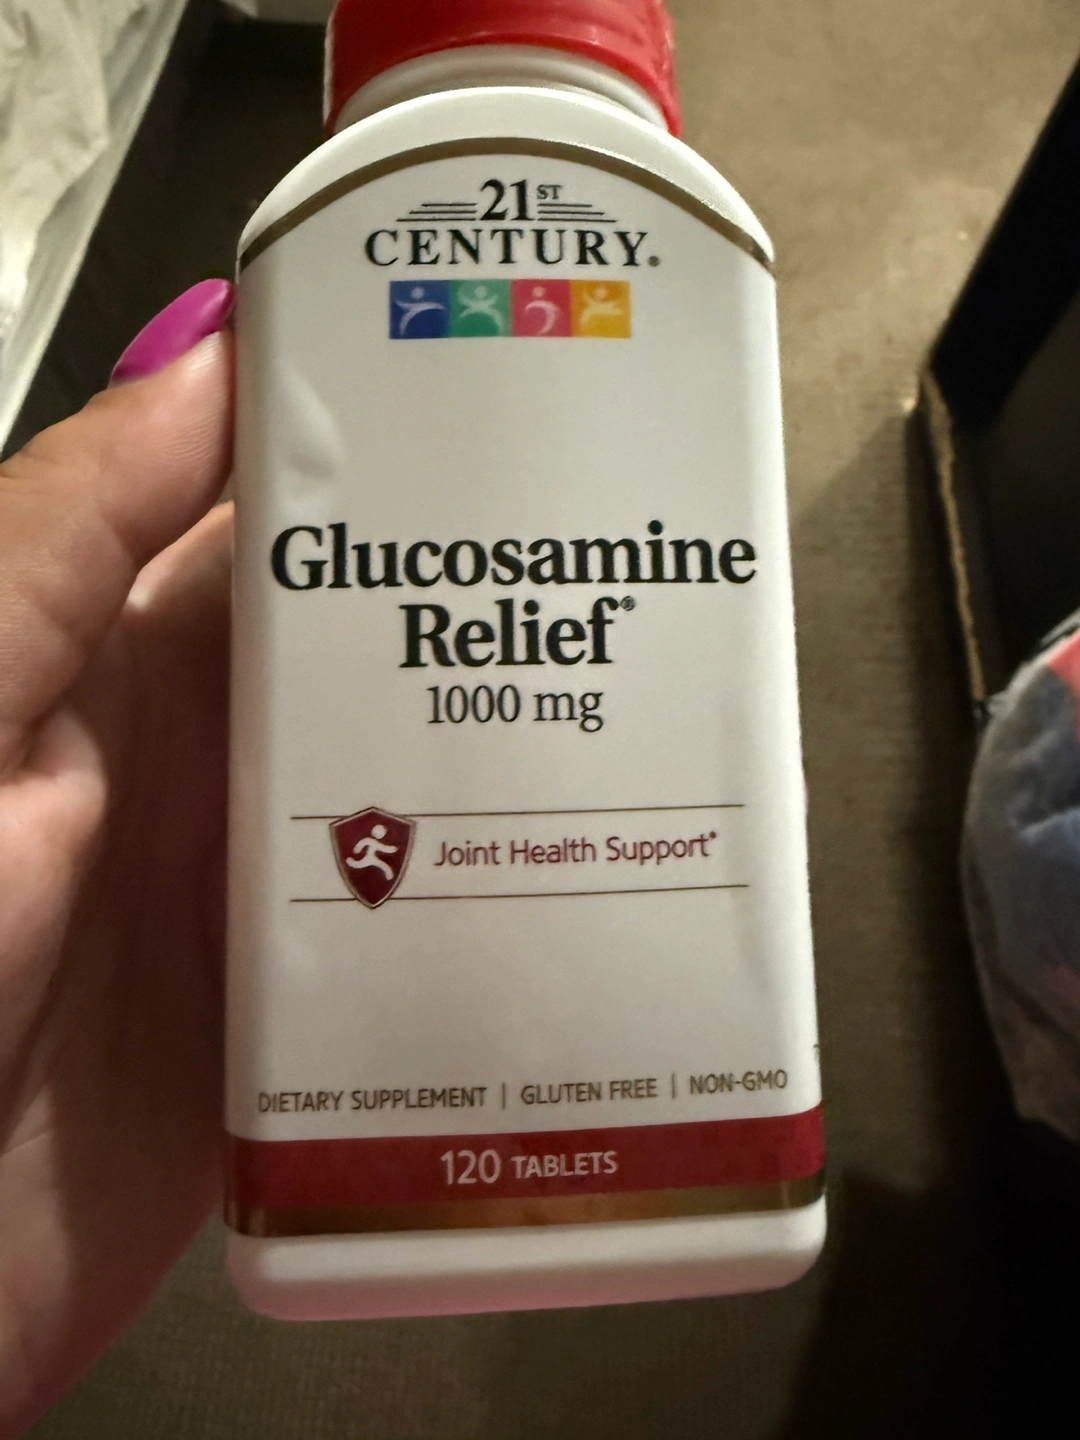 21ST
CENTURY®
Glucosamine
Relief®
1000 mg
Joint Health Support*
DIETARY SUPPLEMENT | GLUTEN FREE | NON-GMO
120 TABLETS